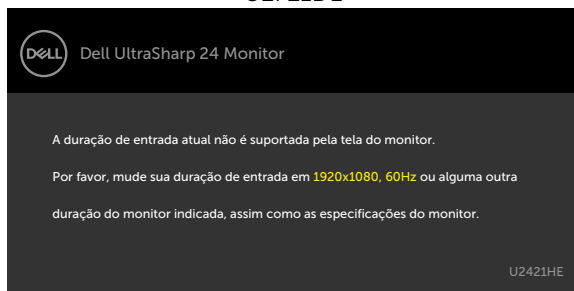 DELL
Dell UltraSharp 24 Monitor
A duração de entrada atual não é suportada pela tela do monitor.
Por favor, mude sua duração de entrada em 1920x1080, 60Hz ou alguma outra
duração do monitor indicada, assim como as especificações do monitor.
U2421HE